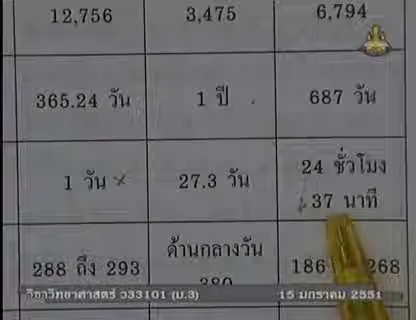 12,756 3,475 6,794
365.24 วัน 1 ปี 687 วัน
1 วัน 27.3 วัน 24 ชั่วโมง
37 นาที
ด้านกลางวัน
288 ถึง 293 186 268
วิชาวิทยาศาสตร์ ว33101 (ม.3) 15 มกราคม 2551